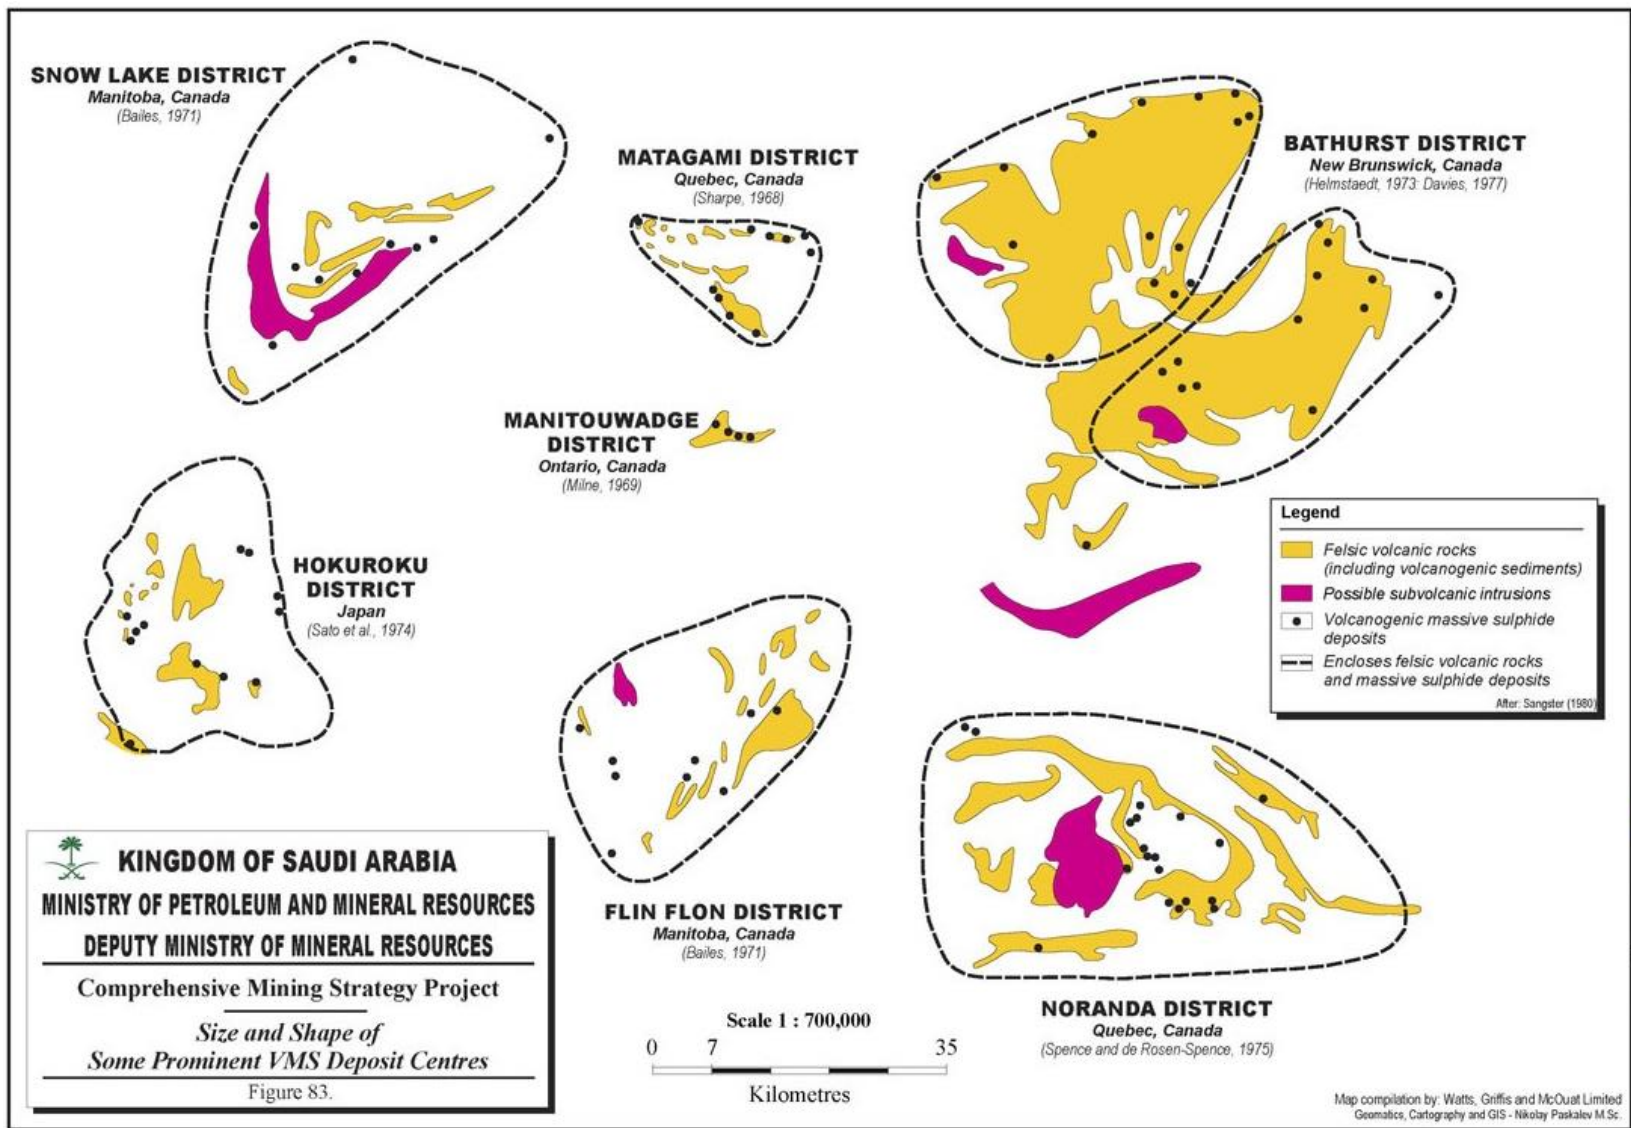 SNOW LAKE DISTRICT
Manitoba, Canada
(Bailes, 1971)
MATAGAMI DISTRICT
Quebec, Canada
(Sharpe, 1968)
BATHURST DISTRICT
New Brunswick, Canada
(Helmstaedt, 1973: Davies, 1977)
MANITOUWADGE
DISTRICT
Ontario, Canada
(Milne, 1969)
HOKUROKU
DISTRICT
Japan
(Sato et al., 1974)
Legend
Felsic volcanic rocks
(including volcanogenic sediments)
Possible subvolcanic intrusions
Volcanogenic massive sulphide
deposits
Encloses felsic volcanic rocks
and massive sulphide deposits
After: Sangster (1980)
FLIN FLON DISTRICT
Manitoba, Canada
(Bailes, 1971)
NORANDA DISTRICT
Quebec, Canada
(Spence and de Rosen-Spence, 1975)
KINGDOM OF SAUDI ARABIA
MINISTRY OF PETROLEUM AND MINERAL RESOURCES
DEPUTY MINISTRY OF MINERAL RESOURCES
Comprehensive Mining Strategy Project
Size and Shape of
Some Prominent VMS Deposit Centres
Figure 83.
Scale 1 : 700,000
0 7 35
Kilometres
Map compilation by: Watts, Griffis and McOuat Limited
Geomatics, Cartography and GIS - Nikolay Paskalev M.Sc.